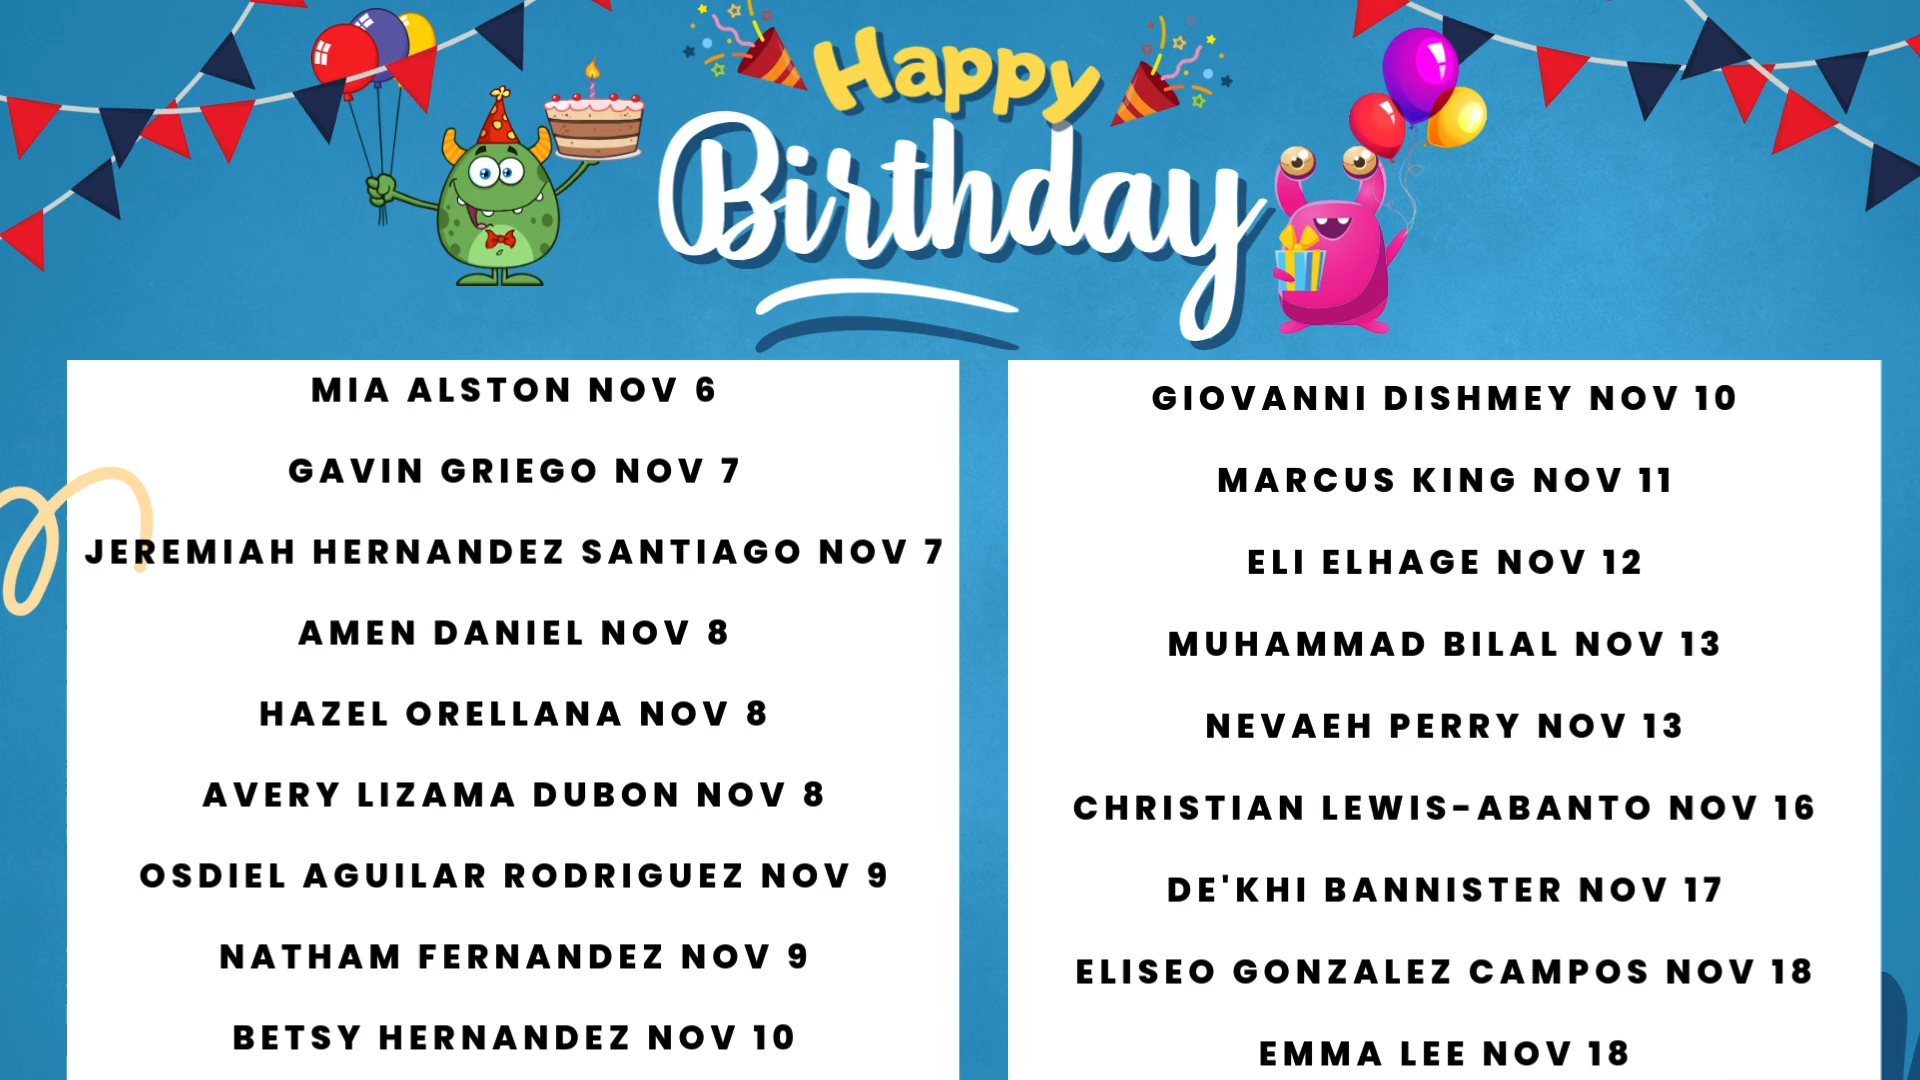 Happy
Birthday
MIA ALSTON NOV 6
GAVIN GRIEGO NOV 7
JEREMIAH HERNANDEZ SANTIAGO NOV 7
AMEN DANIEL NOV 8
HAZEL ORELLANA NOV 8
AVERY LIZAMA DUBON NOV 8
OSDIEL AGUILAR RODRIGUEZ NOV 9
NATHAM FERNANDEZ NOV 9
BETSY HERNANDEZ NOV 10
GIOVANNI DISHMEY NOV 10
MARCUS KING NOV 11
ELI ELHAGE NOV 12
MUHAMMAD BILAL NOV 13
NEVAEH PERRY NOV 13
CHRISTIAN LEWIS-ABANTO NOV 16
DE'KHI BANNISTER NOV 17
ELISEO GONZALEZ CAMPOS NOV 18
EMMA LEE NOV 18